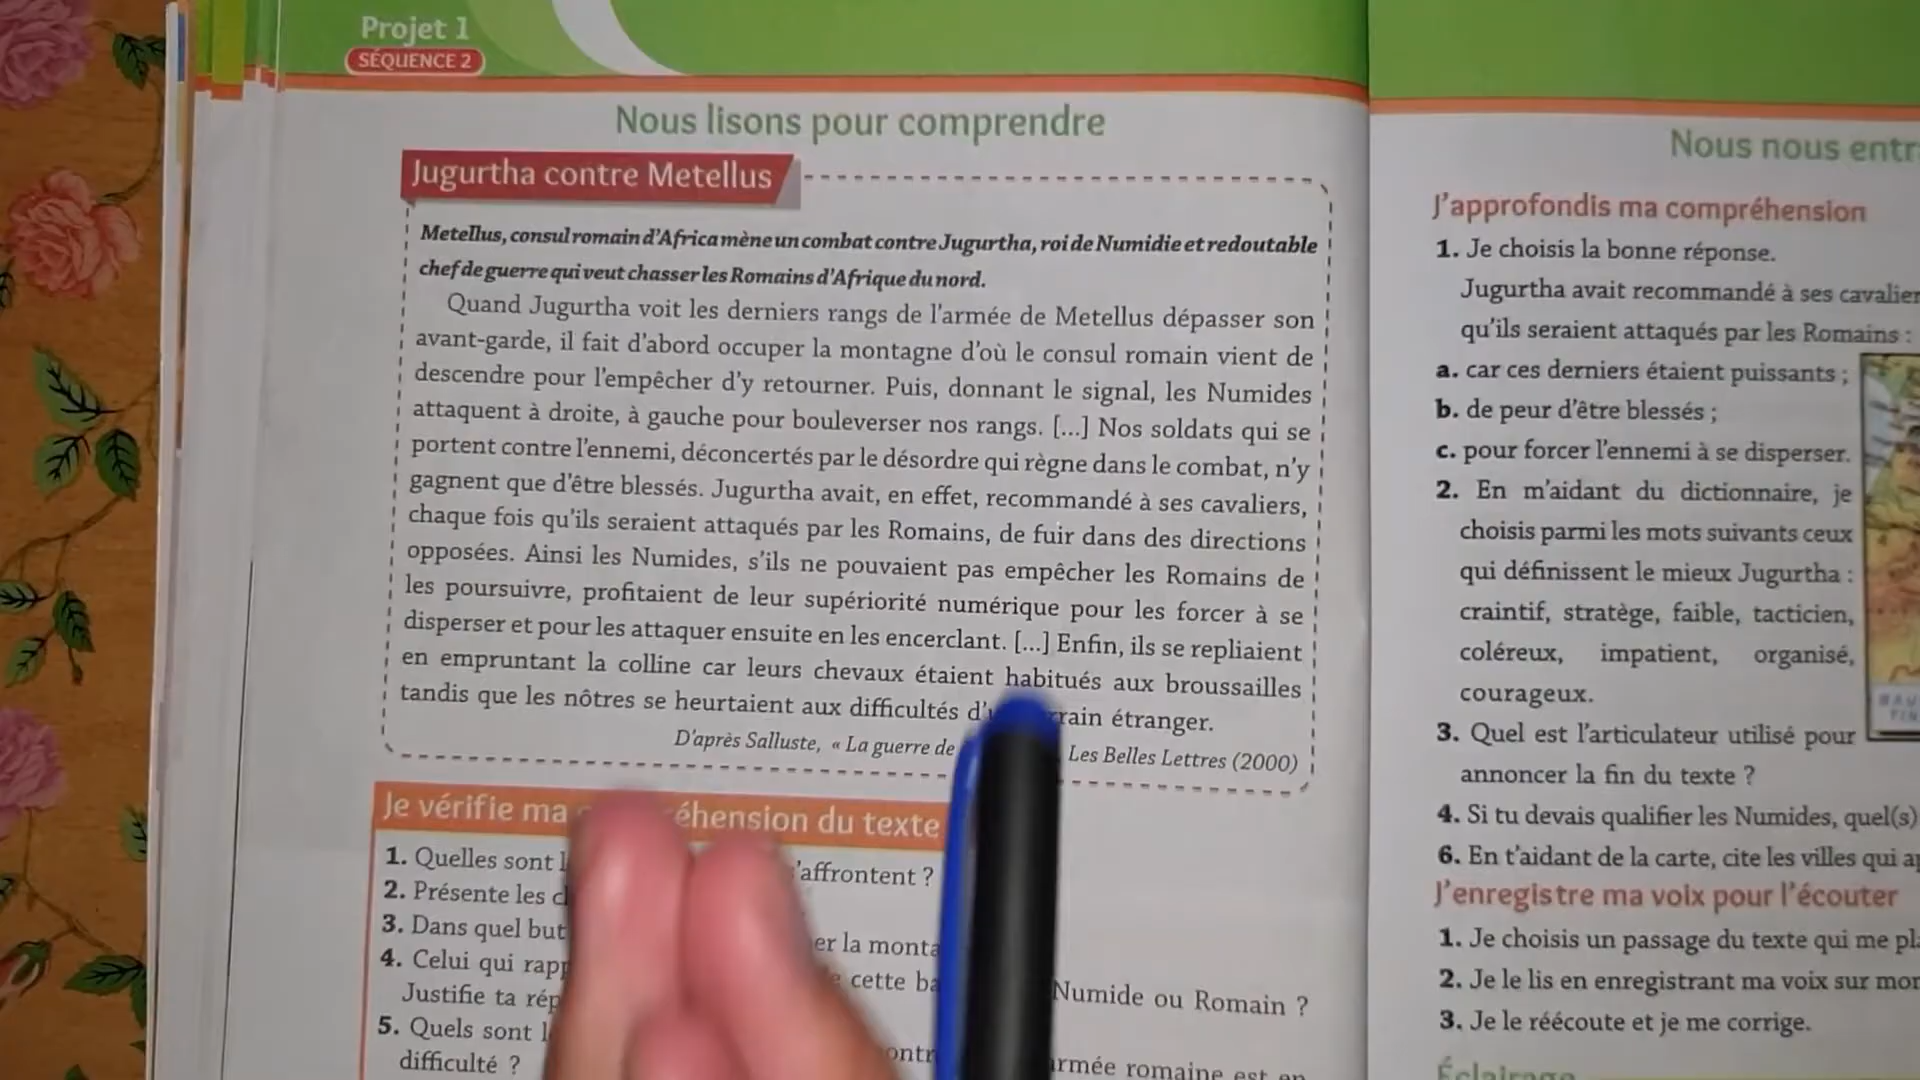 Projet 1
SÉQUENCE 2
Nous lisons pour comprendre
Jugurtha contre Metellus
Metellus, consul romain d'Africa mène un combat contre Jugurtha, roi de Numidie et redoutable
chef de guerre qui veut chasser les Romains d'Afrique du nord.
Quand Jugurtha voit les derniers rangs de l'armée de Metellus dépasser son
avant-garde, il fait d'abord occuper la montagne d'où le consul romain vient de
descendre pour l'empêcher d'y retourner. Puis, donnant le signal, les Numides
attaquent à droite, à gauche pour bouleverser nos rangs. [...] Nos soldats qui se
portent contre l'ennemi, déconcertés par le désordre qui règne dans le combat, n'y
gagnent que d'être blessés. Jugurtha avait, en effet, recommandé à ses cavaliers,
chaque fois qu'ils seraient attaqués par les Romains, de fuir dans des directions
opposées. Ainsi les Numides, s'ils ne pouvaient pas empêcher les Romains de
les poursuivre, profitaient de leur supériorité numérique pour les forcer à se
disperser et pour les attaquer ensuite en les encerclant. [...] Enfin, ils se repliaient
en empruntant la colline car leurs chevaux étaient habitués aux broussailles
tandis que les nôtres se heurtaient aux difficultés étranger.
D'après Salluste, « La guerre de Les Belles Lettres (2000)
Je vérifie ma du texte
1. Quelles sont s'affrontent ?
2. Présente les
3. Dans quel but la
4. Celui qui cette Numide ou Romain ?
Justifie ta
5. Quels sont
difficulté ?
romaine est en
Nous nous
J'approfondis ma compréhension
1. Je choisis la bonne réponse.
Jugurtha avait recommandé à ses
qu'ils seraient attaqués par les Romains :
a. car ces derniers étaient puissants ;
b. de peur d'être blessés ;
c. pour forcer l'ennemi à se disperser.
2. En m'aidant du dictionnaire, je
choisis parmi les mots suivants ceux
qui définissent le mieux Jugurtha :
craintif, stratège, faible, tacticien,
coléreux, impatient, organisé,
courageux.
3. Quel est l'articulateur utilisé pour
annoncer la fin du texte ?
4. Si tu devais qualifier les Numides, quel(s)
6. En t'aidant de la carte, cite les villes qui
J'enregistre ma voix pour l'écouter
1. Je choisis un passage du texte qui me
2. Je le lis en enregistrant ma voix sur
3. Je le réécoute et je me corrige.
Éclairage